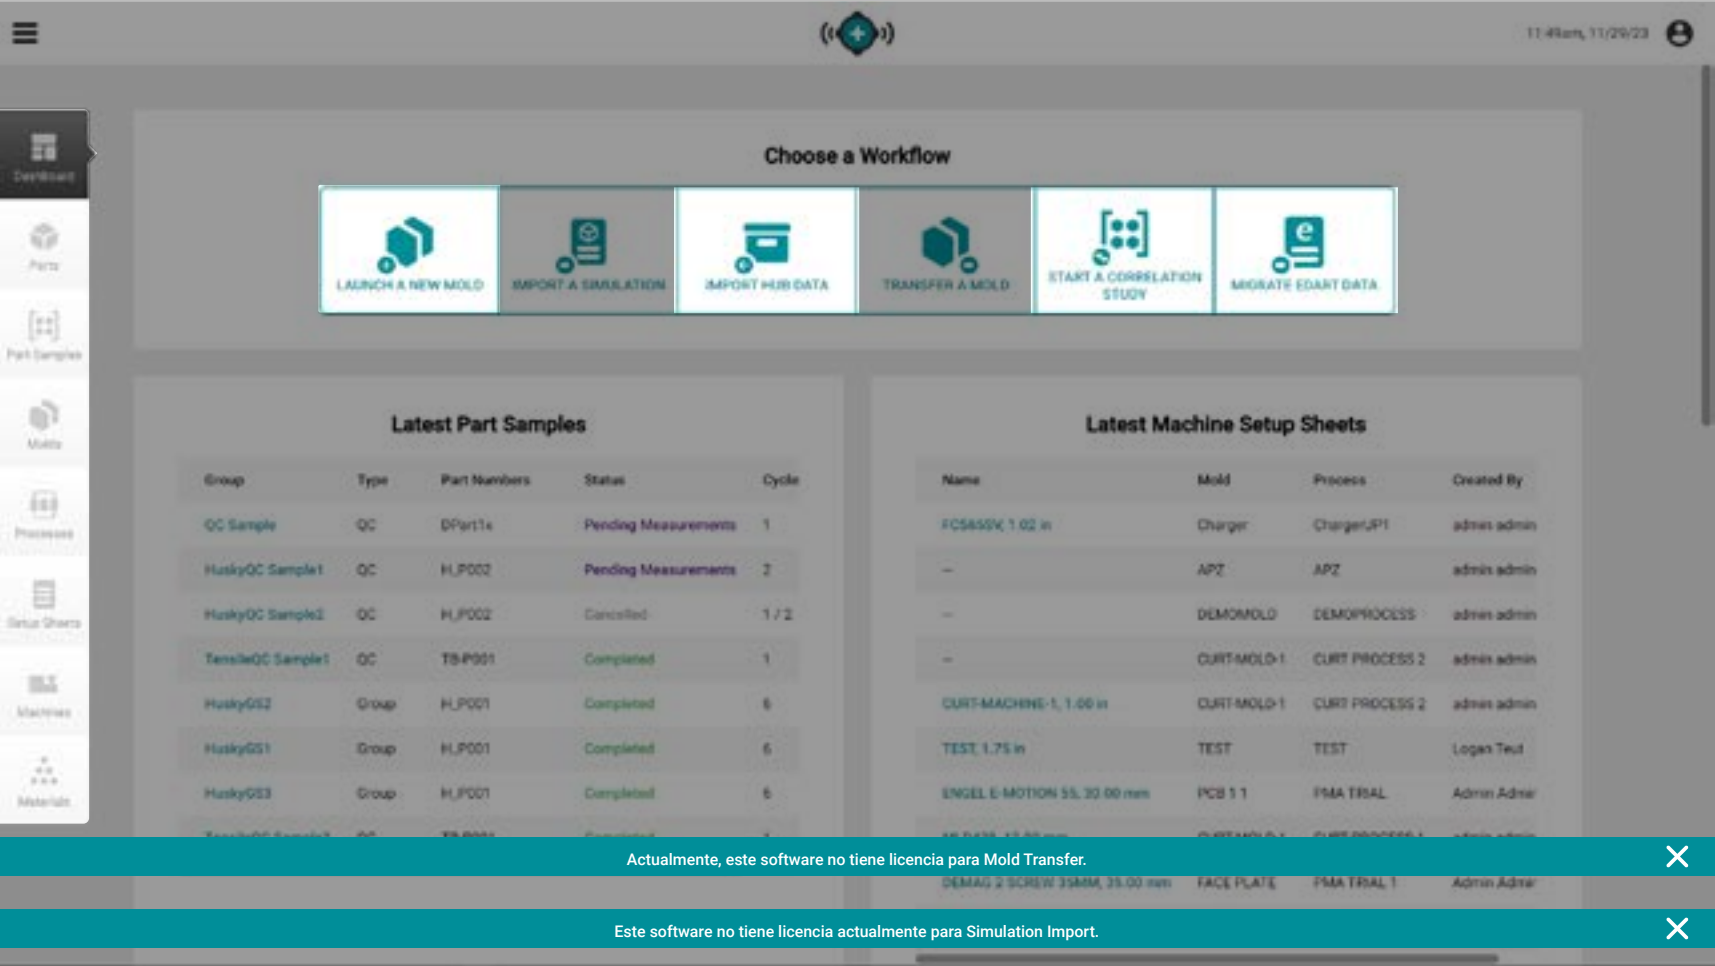 11:49am, 11/29/23
Dashboard
Parts
Part Samples
Molds
Processes
Setup Sheets
Machines
Materials
Choose a Workflow
LAUNCH A NEW MOLD
IMPORT A SIMULATION
IMPORT HUB DATA
TRANSFER A MOLD
START A CORRELATION
STUDY
MIGRATE EDART DATA
Latest Part Samples
Group Type Part Numbers Status Cycle
QC Sample QC DPart1x Pending Measurements 1
HuskyQC Sample1 QC H_P002 Pending Measurements 2
HuskyQC Sample2 QC H_P002 Cancelled 1 / 2
TensileQC Sample1 QC TB-P001 Completed 1
HuskyGS2 Group H_P001 Completed 6
HuskyGS1 Group H_P001 Completed 6
HuskyGS3 Group H_P001 Completed 6
Latest Machine Setup Sheets
Name Mold Process Created By
1.02 in Charger ChargerJP1 admin admin
-- APZ APZ admin admin
-- DEMOMOLD DEMOPROCESS admin admin
-- CURT-MOLD-1 CURT PROCESS 2 admin admin
CURT-MACHINE-1, 1.00 in CURT-MOLD-1 CURT PROCESS 2 admin admin
TEST, 1.75 in TEST TEST Logan
ENGEL E-MOTION 55, 30.00 mm PCB 1 1 PMA TRIAL Admin Admin
DEMAG 2 SCREW 35MM, 35.00 mm FACE PLATE PMA TRIAL 1 Admin Admin
Actualmente, este software no tiene licencia para Mold Transfer.
Este software no tiene licencia actualmente para Simulation Import.